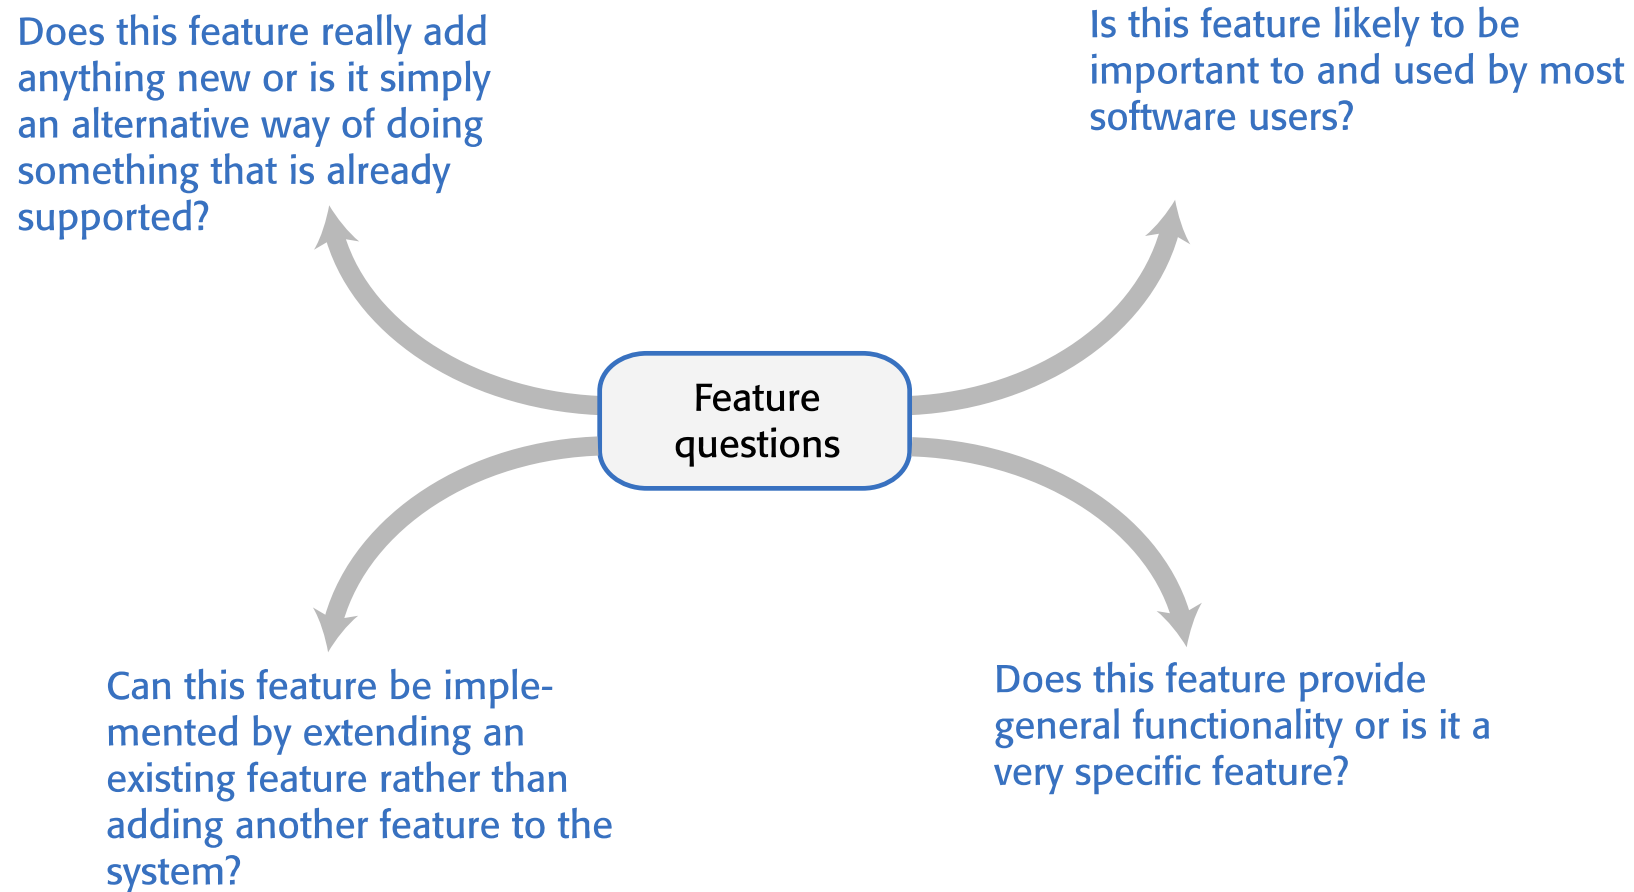 Does this feature really add
anything new or is it simply
an alternative way of doing
something that is already
supported?
Is this feature likely to be
important to and used by most
software users?
Feature
questions
Can this feature be imple-
mented by extending an
existing feature rather than
adding another feature to the
system?
Does this feature provide
general functionality or is it a
very specific feature?